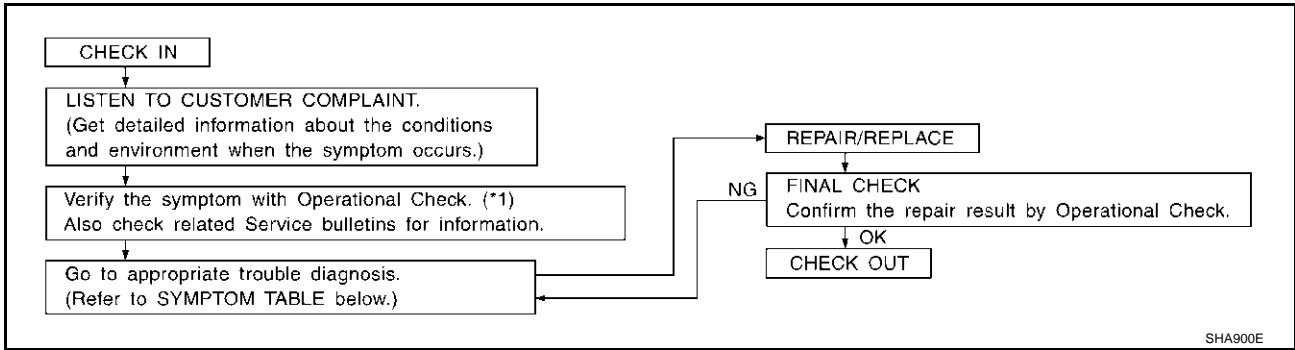 CHECK IN
LISTEN TO CUSTOMER COMPLAINT.
(Get detailed information about the conditions
and environment when the symptom occurs.)
Verify the symptom with Operational Check. (*1)
Also check related Service bulletins for information.
Go to appropriate trouble diagnosis.
(Refer to SYMPTOM TABLE below.)
REPAIR/REPLACE
NG
FINAL CHECK
Confirm the repair result by Operational Check.
OK
CHECK OUT
SHA900E